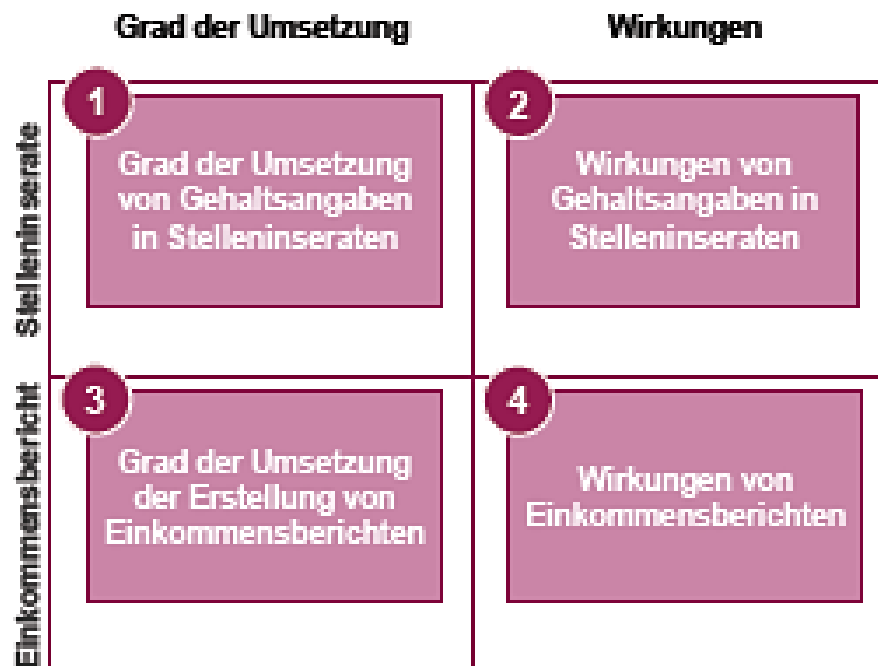 Grad der Umsetzung
Wirkungen
Stelleninserate
1
Grad der Umsetzung
von Gehaltsangaben
in Stelleninseraten
2
Wirkungen von
Gehaltsangaben in
Stelleninseraten
Einkommensbericht
3
Grad der Umsetzung
der Erstellung von
Einkommensberichten
4
Wirkungen von
Einkommensberichten